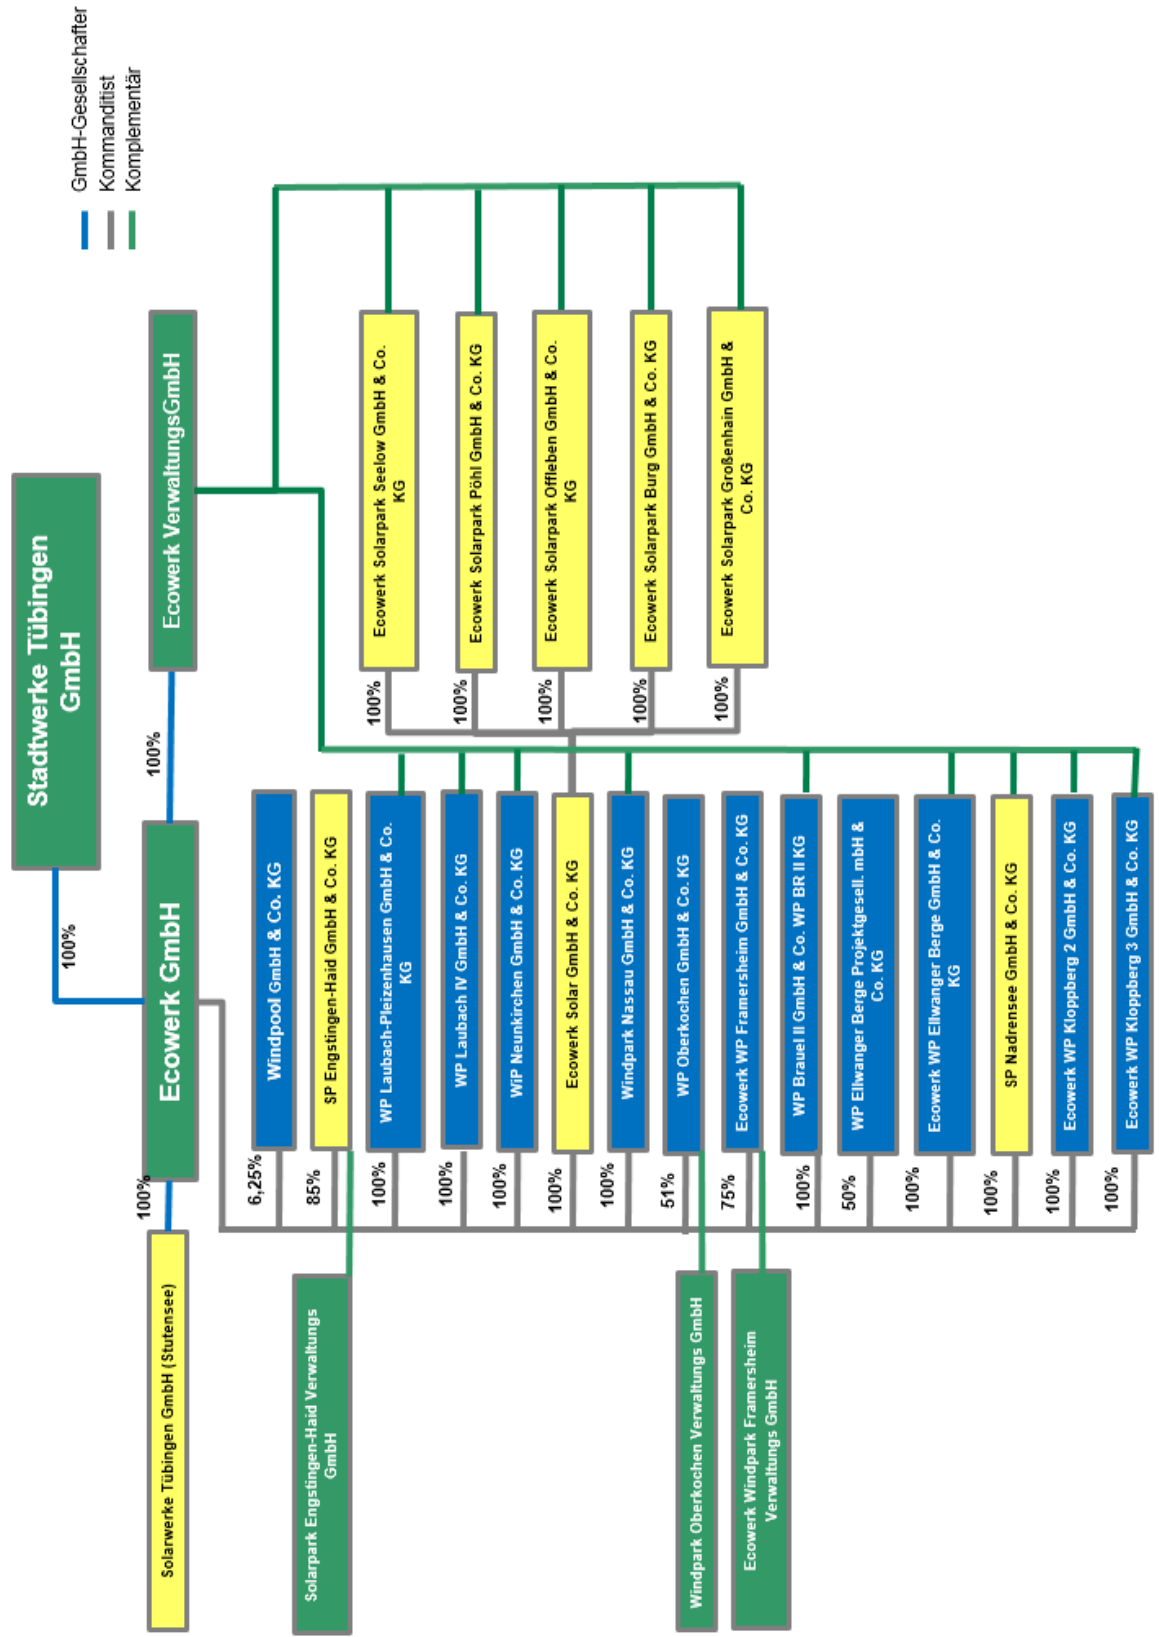 Stadtwerke Tübingen
GmbH
GmbH-Gesellschafter
Kommanditist
Komplementär
100%
Solarwerke Tübingen GmbH (Stutensee)
100%
Ecowerk GmbH
100%
Ecowerk VerwaltungsGmbH
6,25%
Windpool GmbH & Co. KG
Solarpark Engstingen-Haid Verwaltungs
GmbH
85%
SP Engstingen-Haid GmbH & Co. KG
100%
WP Laubach-Pleizenhausen GmbH & Co.
KG
100%
Ecowerk Solarpark Seelow GmbH & Co.
KG
100%
WP Laubach IV GmbH & Co. KG
100%
Ecowerk Solarpark Pöhl GmbH & Co. KG
100%
WiP Neunkirchen GmbH & Co. KG
100%
Ecowerk Solar GmbH & Co. KG
100%
Ecowerk Solarpark Offleben GmbH & Co.
KG
100%
Windpark Nassau GmbH & Co. KG
100%
Ecowerk Solarpark Burg GmbH & Co. KG
Windpark Oberkochen Verwaltungs GmbH
51%
WP Oberkochen GmbH & Co. KG
100%
Ecowerk Solarpark Großenhain GmbH &
Co. KG
Ecowerk Windpark Framersheim
Verwaltungs GmbH
75%
Ecowerk WP Framersheim GmbH & Co. KG
100%
WP Brauel II GmbH & Co. WP BR II KG
50%
WP Ellwanger Berge Projektgesell. mbH &
Co. KG
100%
Ecowerk WP Ellwanger Berge GmbH & Co.
KG
100%
SP Nadrensee GmbH & Co. KG
100%
Ecowerk WP Kloppberg 2 GmbH & Co. KG
100%
Ecowerk WP Kloppberg 3 GmbH & Co. KG